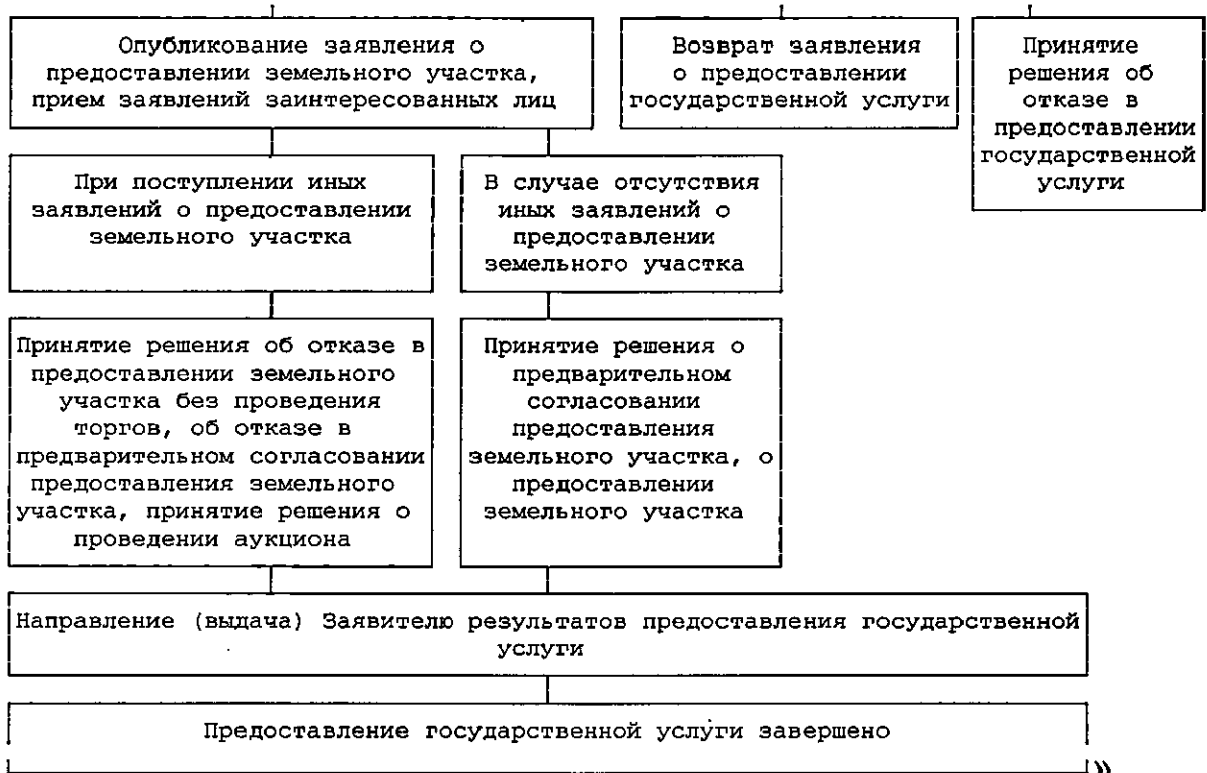 Опубликование заявления о
предоставлении земельного участка,
прием заявлений заинтересованных лиц
Возврат заявления
о предоставлении
государственной услуги
Принятие
решения об
отказе в
предоставлении
государственной
услуги
При поступлении иных
заявлений о предоставлении
земельного участка
В случае отсутствия
иных заявлений о
предоставлении
земельного участка
Принятие решения об отказе в
предоставлении земельного
участка без проведения
торгов, об отказе в
предварительном согласовании
предоставления земельного
участка, принятие решения о
проведении аукциона
Принятие решения о
предварительном
согласовании
предоставления
земельного участка, о
предоставлении
земельного участка
Направление (выдача) Заявителю результатов предоставления государственной
услуги
Предоставление государственной услуги завершено
»